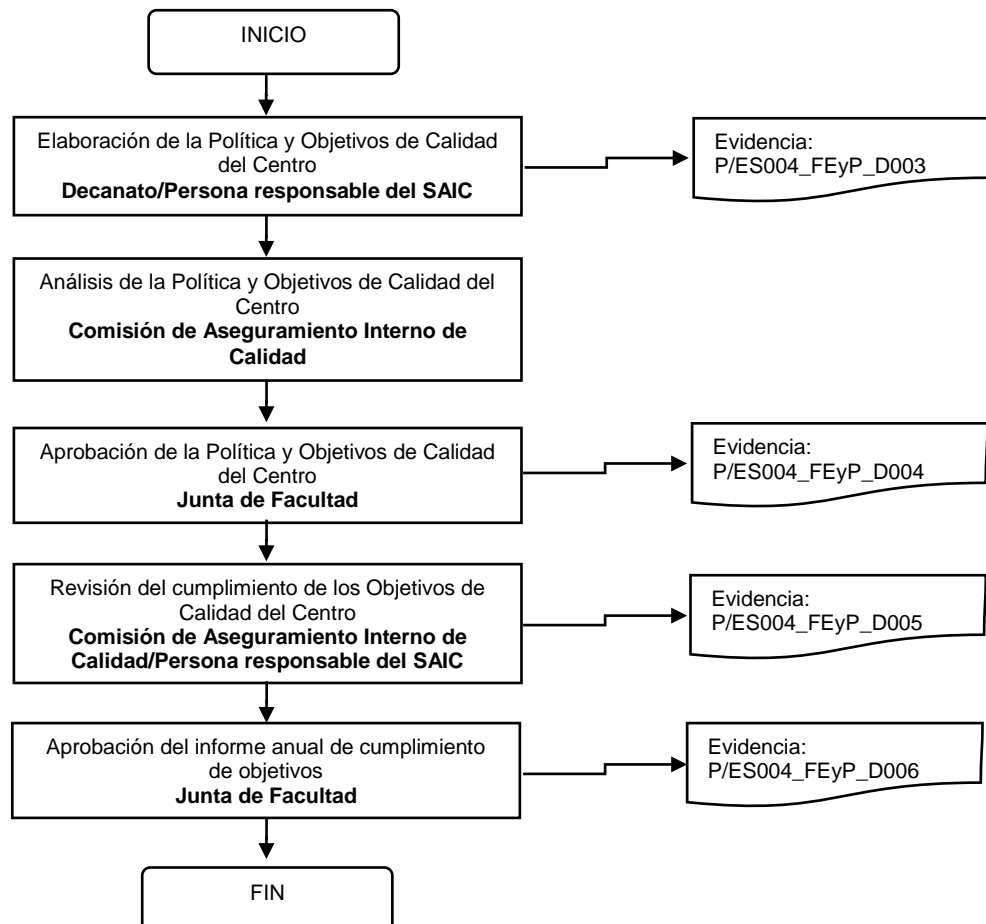 INICIO
Elaboración de la Política y Objetivos de Calidad
del Centro
Decanato/Persona responsable del SAIC
Evidencia:
P/ES004_FEyP_D003
Análisis de la Política y Objetivos de Calidad del
Centro
Comisión de Aseguramiento Interno de
Calidad
Aprobación de la Política y Objetivos de Calidad
del Centro
Junta de Facultad
Evidencia:
P/ES004_FEyP_D004
Revisión del cumplimiento de los Objetivos de
Calidad del Centro
Comisión de Aseguramiento Interno de
Calidad/Persona responsable del SAIC
Evidencia:
P/ES004_FEyP_D005
Aprobación del informe anual de cumplimiento
de objetivos
Junta de Facultad
Evidencia:
P/ES004_FEyP_D006
FIN